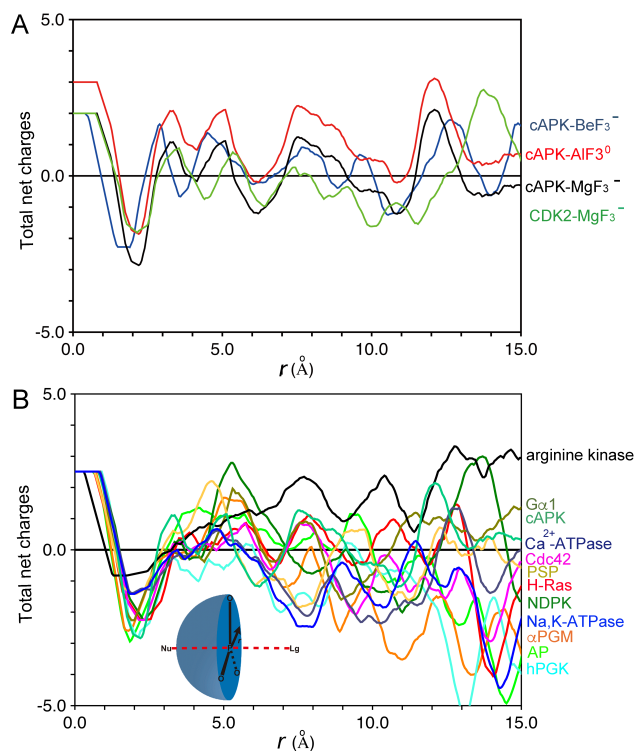 A
5.0
Total net charges
0.0
-5.0
0.0 5.0 10.0 15.0
r (Å)
cAPK-BeF₃⁻
cAPK-AlF3⁰
cAPK-MgF₃⁻
CDK2-MgF₃⁻
B
5.0
Total net charges
0.0
-5.0
0.0 5.0 10.0 15.0
r (Å)
Nu Lg
O
O
O
arginine kinase
Gα1
cAPK
Ca²⁺-ATPase
Cdc42
PSP
H-Ras
NDPK
Na,K-ATPase
αPGM
AP
hPGK